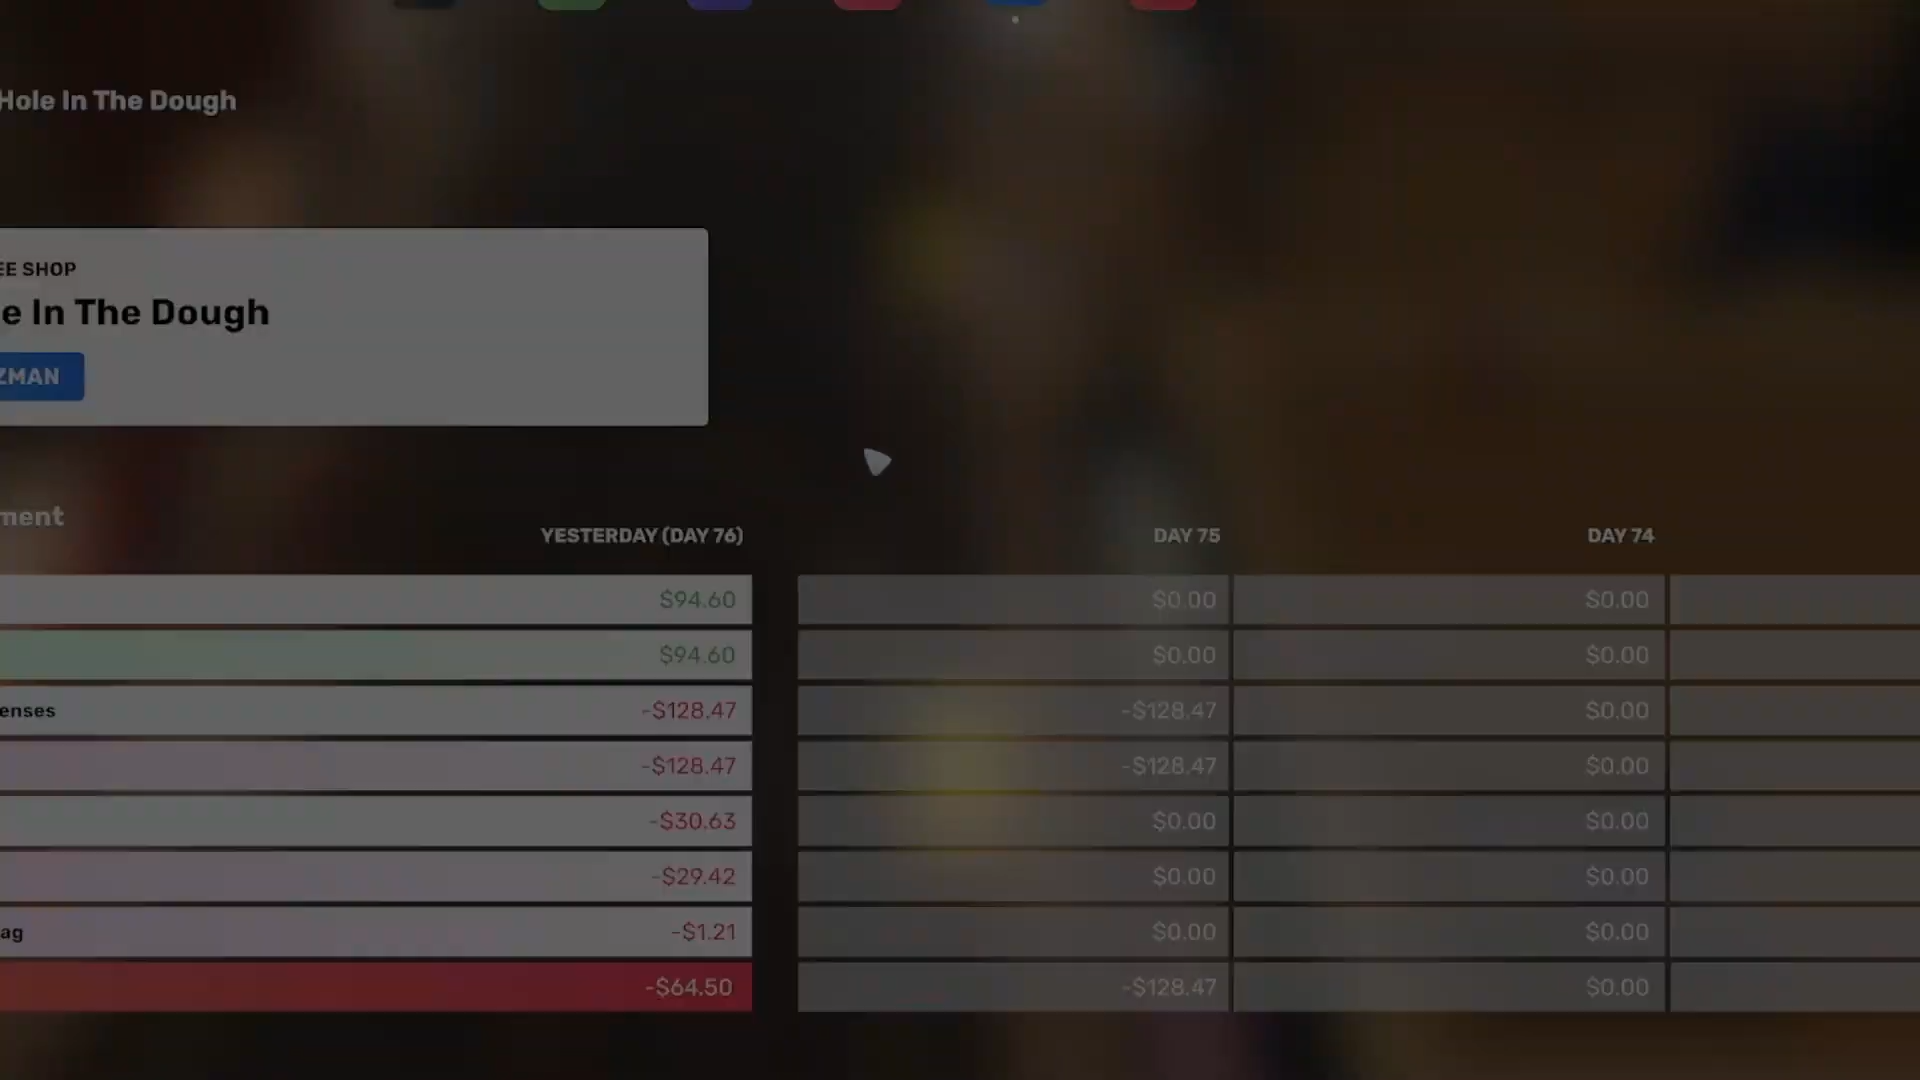 Hole In The Dough
EE SHOP
e In The Dough
ZMAN
ment
YESTERDAY (DAY 76) DAY 75 DAY 74
$94.60 $0.00 $0.00
$94.60 $0.00 $0.00
enses -$128.47 -$128.47 $0.00
-$128.47 -$128.47 $0.00
-$30.63 $0.00 $0.00
-$29.42 $0.00 $0.00
ag -$1.21 $0.00 $0.00
-$64.50 -$128.47 $0.00